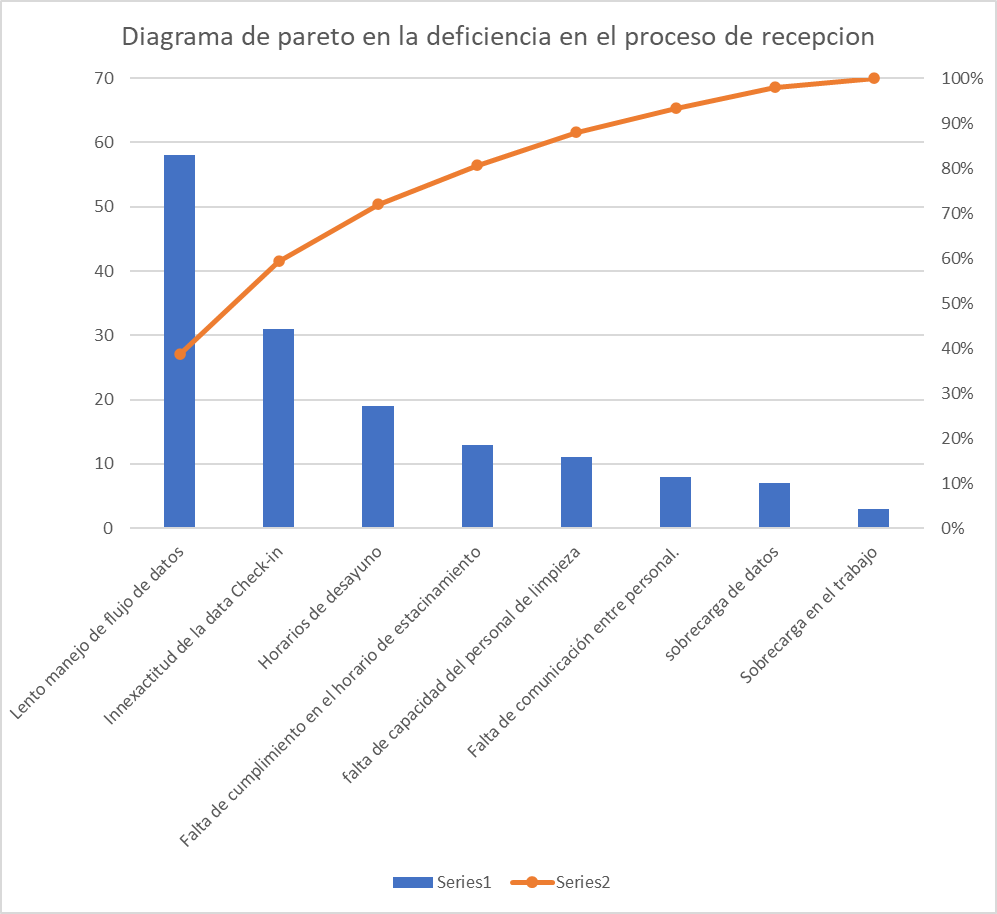 Diagrama de pareto en la deficiencia en el proceso de recepcion
70
60
50
40
30
20
10
0
100%
90%
80%
70%
60%
50%
40%
30%
20%
10%
0%
Lento manejo de flujo de datos
Innexactitud de la data Check-in
Horarios de desayuno
Falta de cumplimiento en el horario de estacinamiento
falta de capacidad del personal de limpieza
Falta de comunicación entre personal.
sobrecarga de datos
Sobrecarga en el trabajo
Series1 Series2